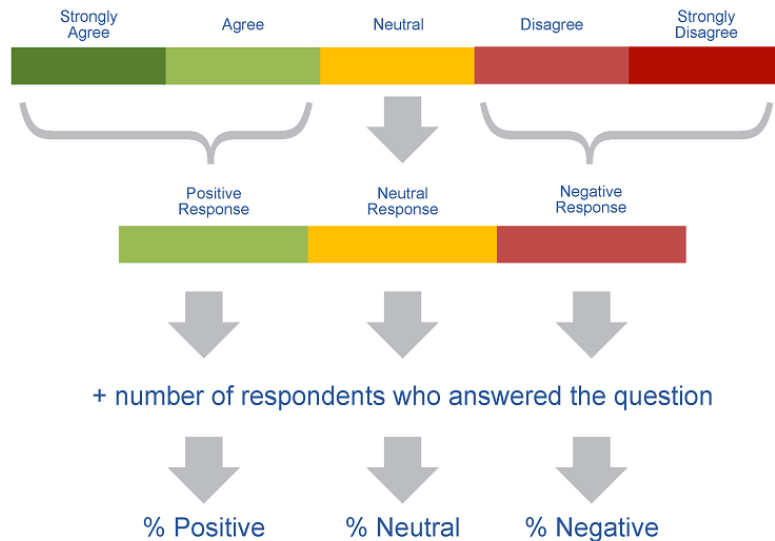 Strongly
Agree
Agree
Neutral
Disagree
Strongly
Disagree
Positive
Response
Neutral
Response
Negative
Response
+ number of respondents who answered the question
% Positive
% Neutral
% Negative